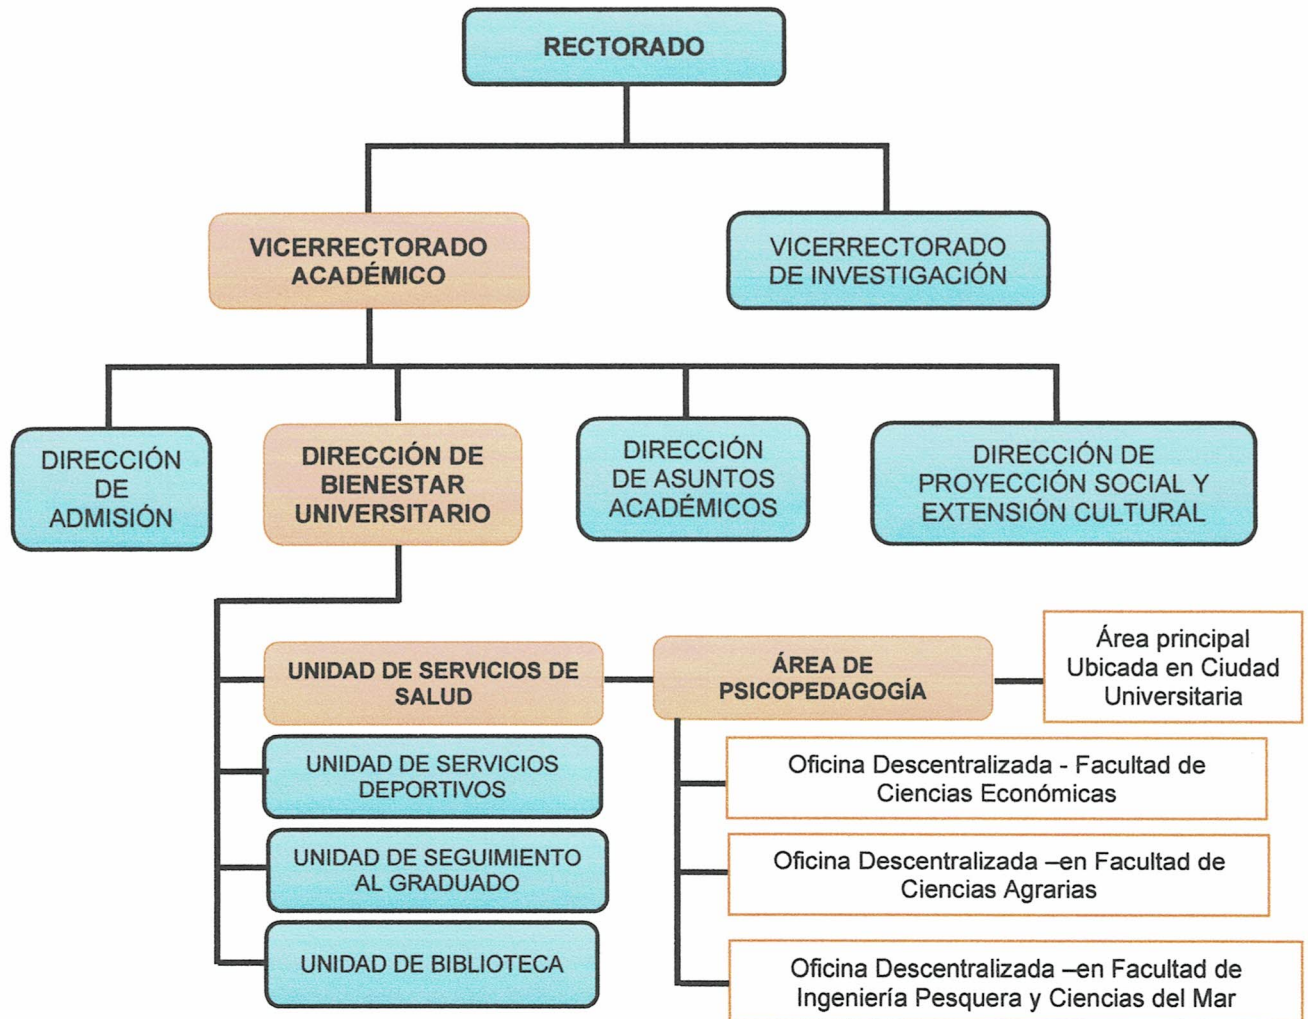 RECTORADO
VICERRECTORADO
ACADÉMICO
VICERRECTORADO
DE INVESTIGACIÓN
DIRECCIÓN
DE
ADMISIÓN
DIRECCIÓN DE
BIENESTAR
UNIVERSITARIO
DIRECCIÓN
DE ASUNTOS
ACADÉMICOS
DIRECCIÓN DE
PROYECCIÓN SOCIAL Y
EXTENSIÓN CULTURAL
UNIDAD DE SERVICIOS DE
SALUD
ÁREA DE
PSICOPEDAGOGÍA
Área principal
Ubicada en Ciudad
Universitaria
UNIDAD DE SERVICIOS
DEPORTIVOS
Oficina Descentralizada - Facultad de
Ciencias Económicas
UNIDAD DE SEGUIMIENTO
AL GRADUADO
Oficina Descentralizada –en Facultad de
Ciencias Agrarias
UNIDAD DE BIBLIOTECA
Oficina Descentralizada –en Facultad de
Ingeniería Pesquera y Ciencias del Mar